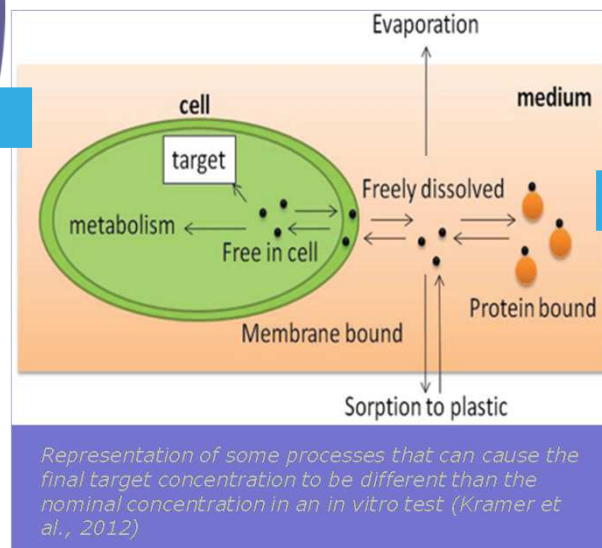 Evaporation
cell
medium
target
Freely dissolved
metabolism
Free in cell
Protein bound
Membrane bound
Sorption to plastic
Representation of some processes that can cause the
final target concentration to be different than the
nominal concentration in an in vitro test (Kramer et
al., 2012)